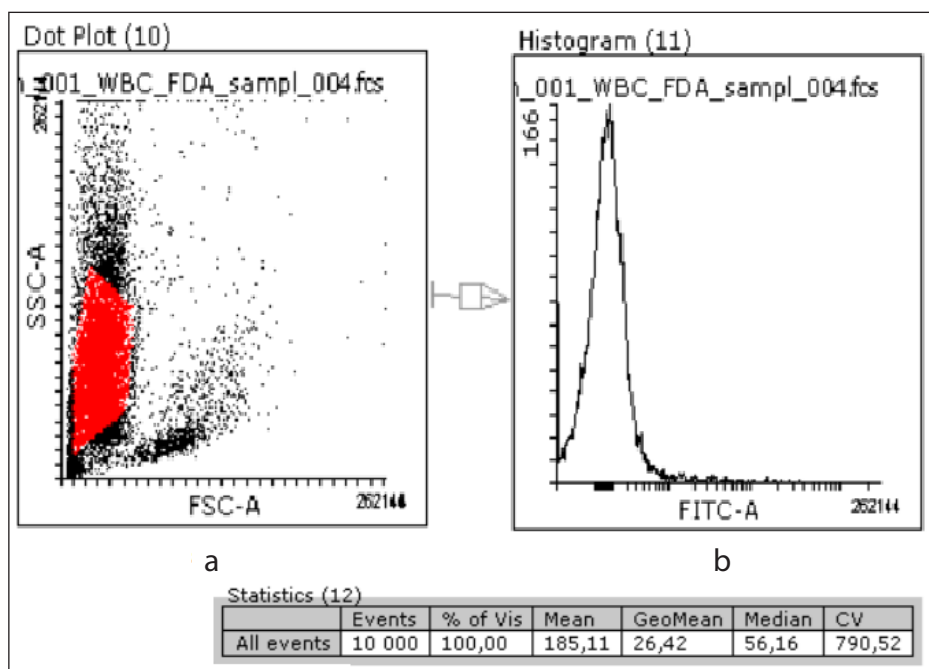 Dot Plot (10)
_001_WBC_FDA_sampl_004.fcs
SSC-A
FSC-A
262144
a
Histogram (11)
_001_WBC_FDA_sampl_004.fcs
166
FITC-A
262144
b
Statistics (12)
Events % of Vis Mean GeoMean Median CV
All events 10 000 100,00 185,11 26,42 56,16 790,52